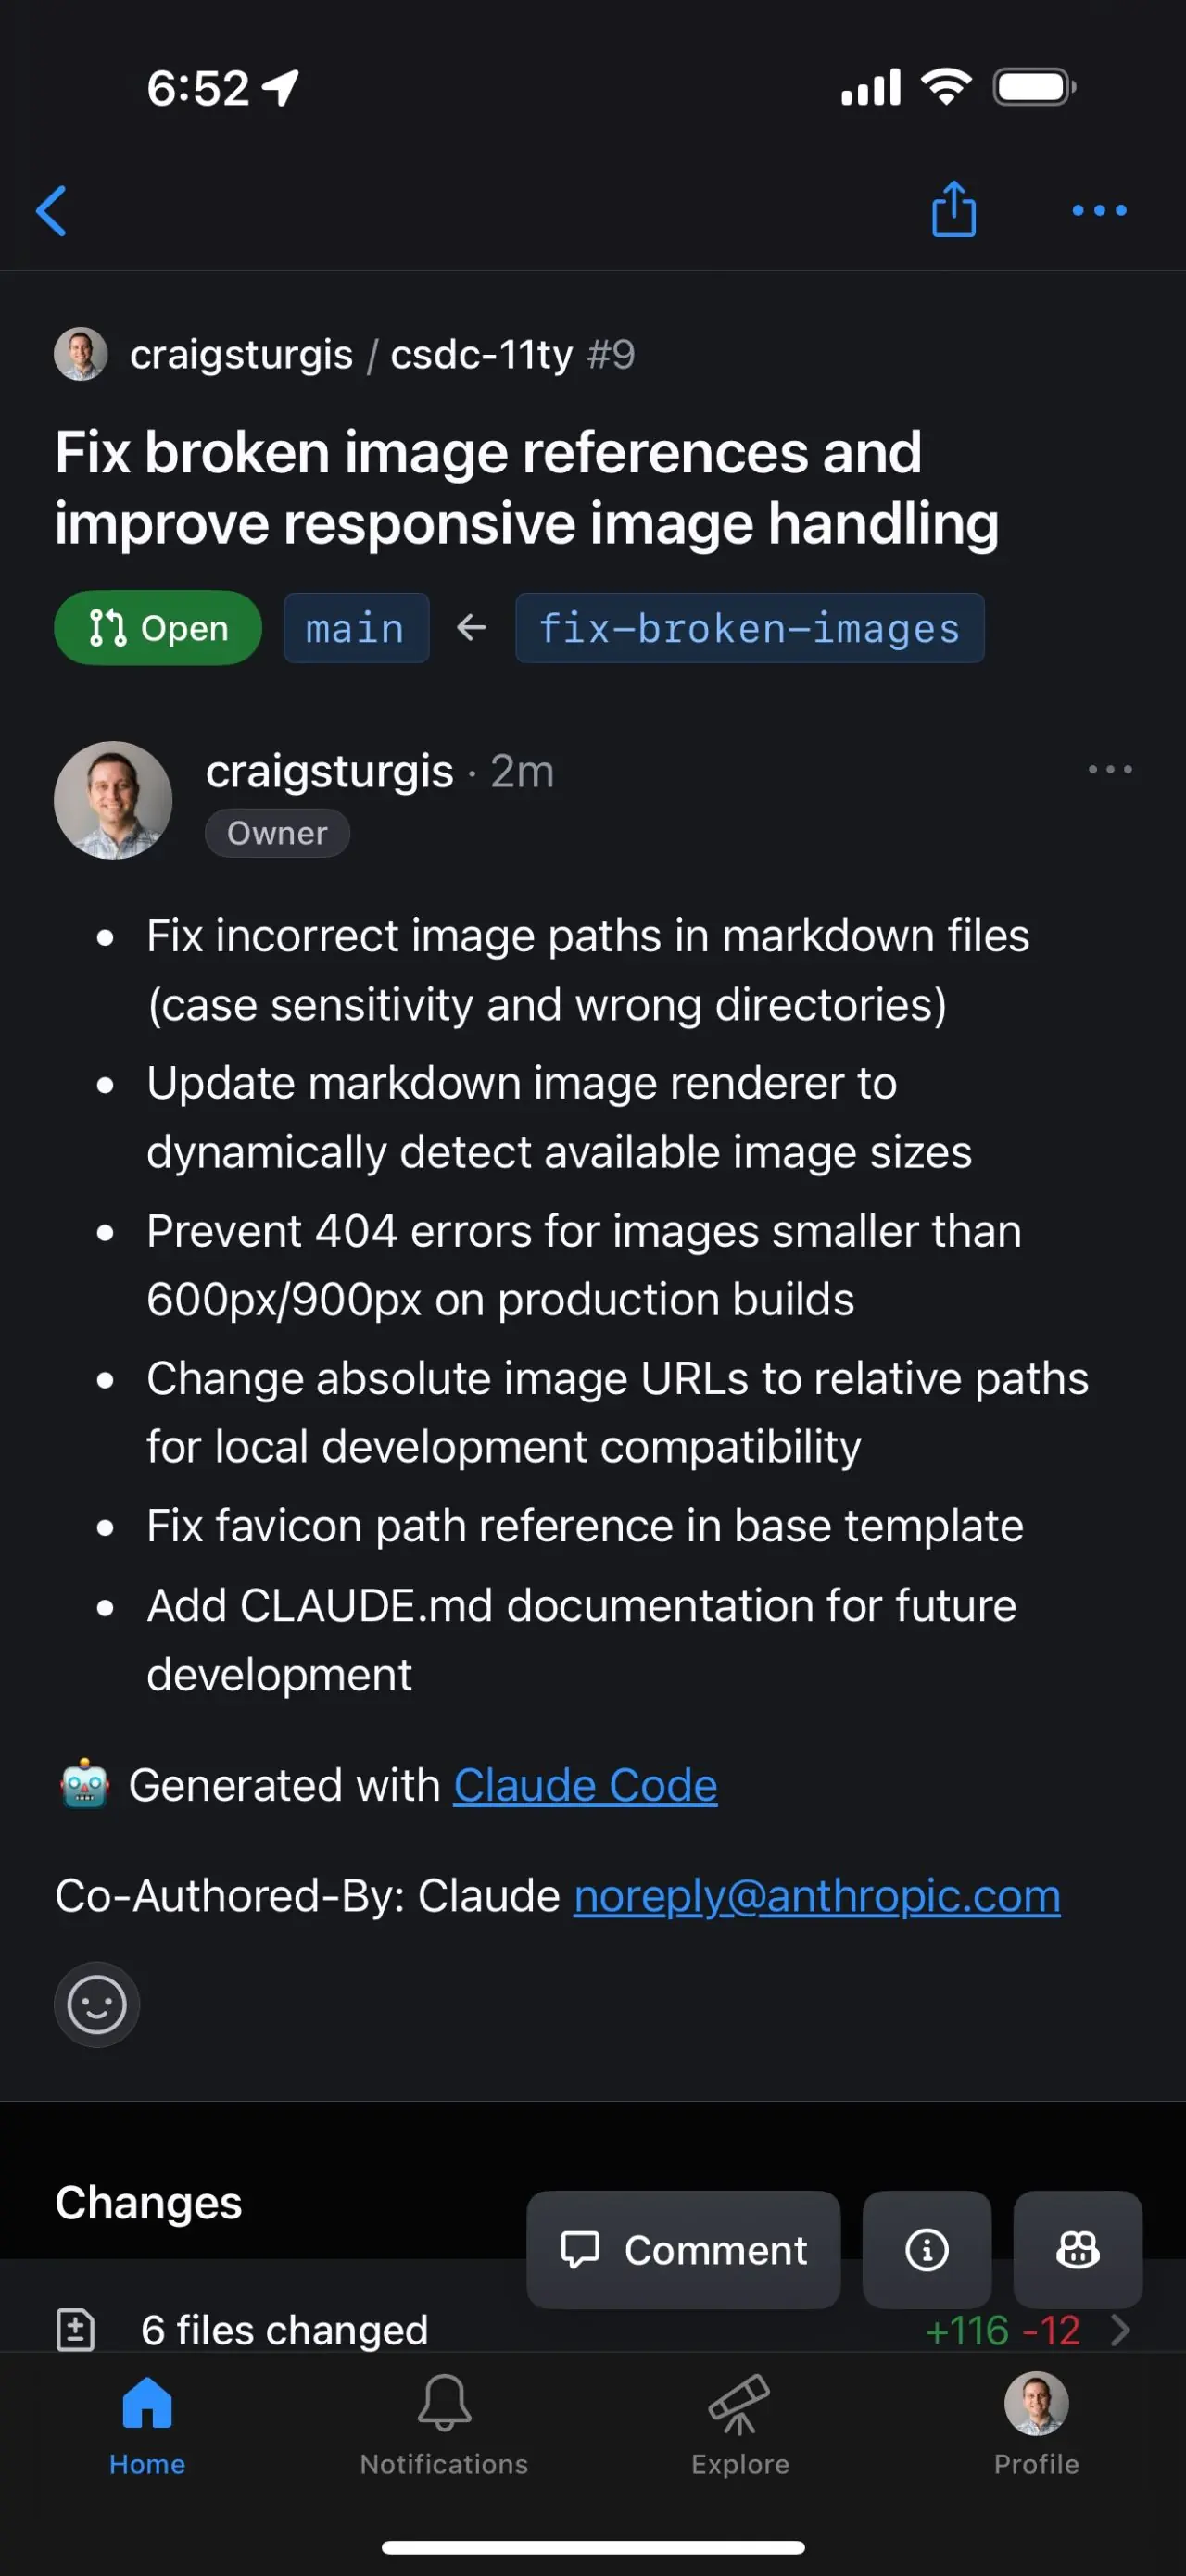 6:52
craigsturgis / csdc-11ty #9
Fix broken image references and
improve responsive image handling
Open main ← fix-broken-images
craigsturgis · 2m
Owner
• Fix incorrect image paths in markdown files
(case sensitivity and wrong directories)
• Update markdown image renderer to
dynamically detect available image sizes
• Prevent 404 errors for images smaller than
600px/900px on production builds
• Change absolute image URLs to relative paths
for local development compatibility
• Fix favicon path reference in base template
• Add CLAUDE.md documentation for future
development
🤖 Generated with Claude Code
Co-Authored-By: Claude noreply@anthropic.com
Changes
Comment
6 files changed +116 -12
Home Notifications Explore Profile